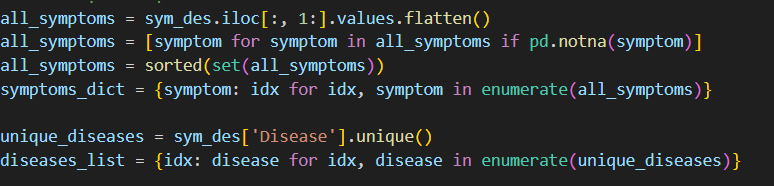 all_symptoms = sym_des.iloc[:, 1:].values.flatten()
all_symptoms = [symptom for symptom in all_symptoms if pd.notna(symptom)]
all_symptoms = sorted(set(all_symptoms))
symptoms_dict = {symptom: idx for idx, symptom in enumerate(all_symptoms)}

unique_diseases = sym_des['Disease'].unique()
diseases_list = {idx: disease for idx, disease in enumerate(unique_diseases)}